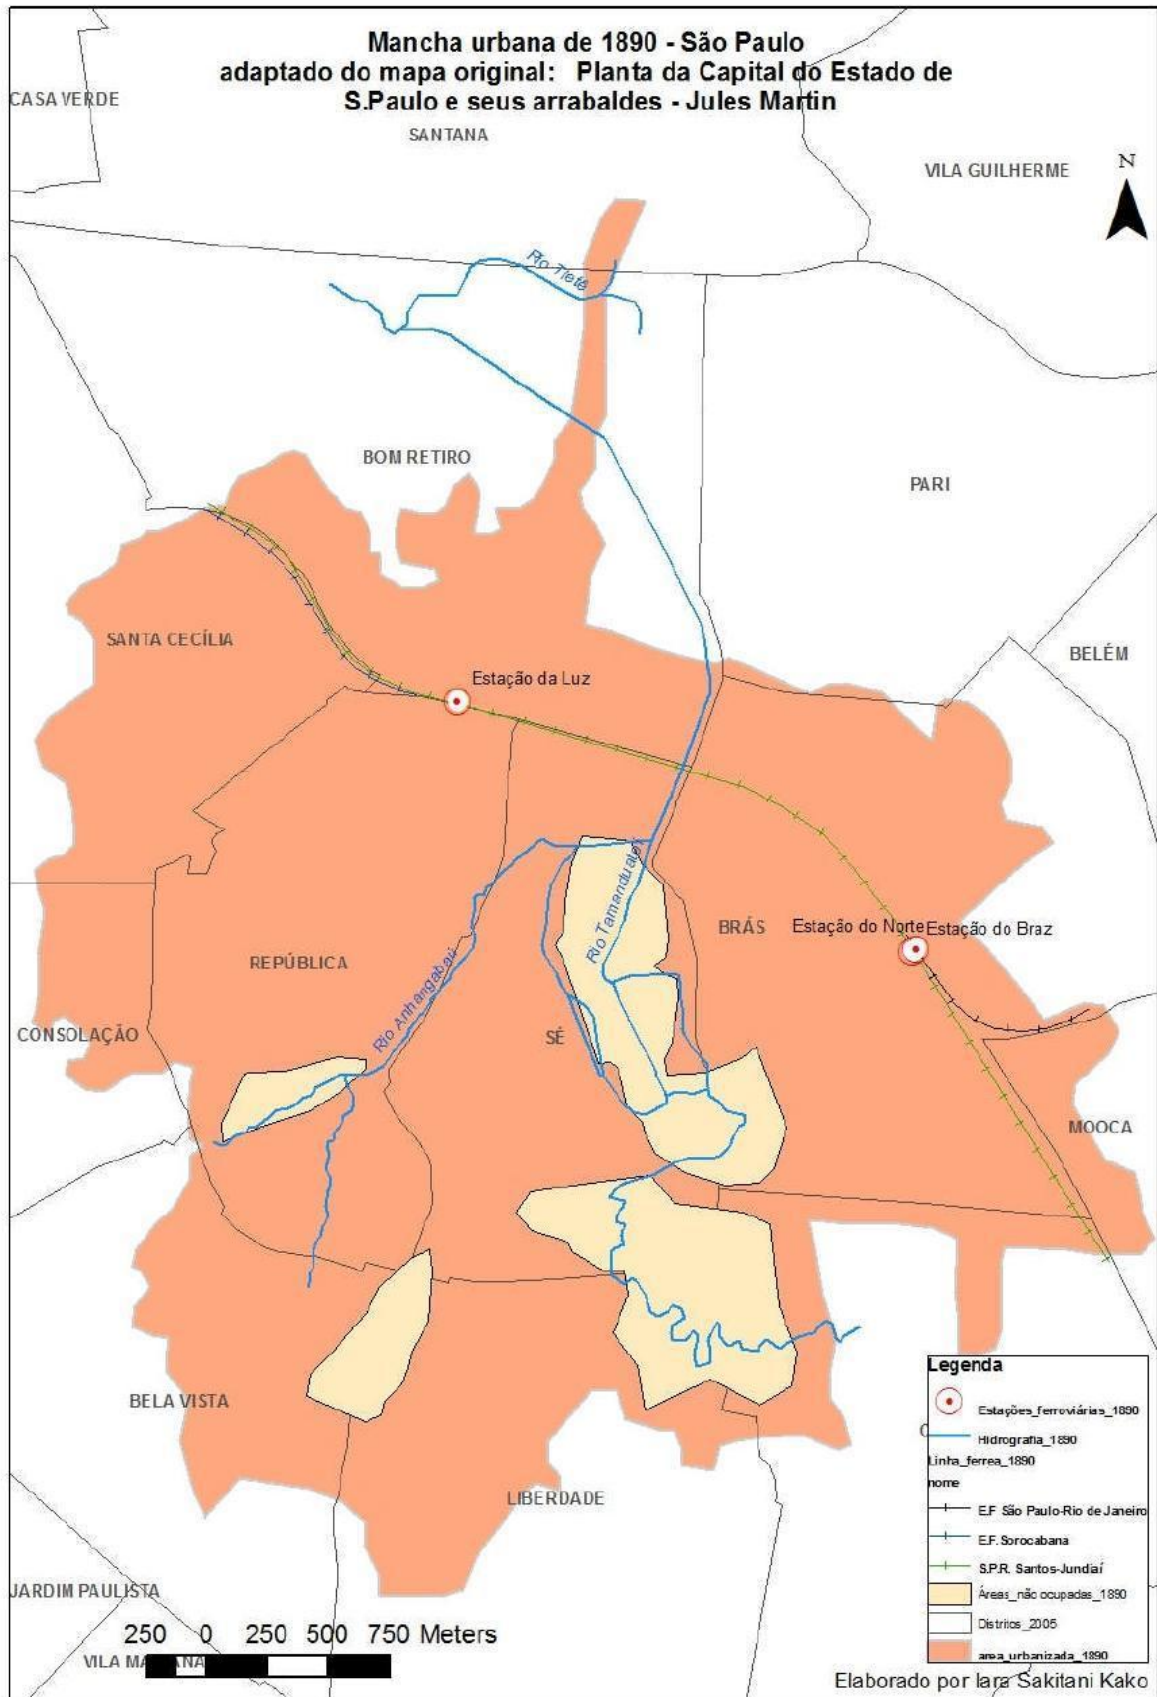 Mancha urbana de 1890 - São Paulo
adaptado do mapa original: Planta da Capital do Estado de
S.Paulo e seus arrabaldes - Jules Martin
CASA VERDE
SANTANA
VILA GUILHERME
N
Rio Tietê
BOM RETIRO
PARI
SANTA CECÍLIA
BELÉM
Estação da Luz
Rio Tamanduateí
BRÁS
Estação do Norte
Estação do Braz
REPÚBLICA
Rio Anhangabaú
SÉ
CONSOLAÇÃO
MOOCA
BELA VISTA
LIBERDADE
JARDIM PAULISTA
250 0 250 500 750 Meters
Legenda
Estações_ferroviárias_1890
Hidrografia_1890
Linha_ferrea_1890
nome
E.F São Paulo-Rio de Janeiro
E.F. Sorocabana
S.P.R. Santos-Jundiaí
Áreas_não ocupadas_1890
Distritos_2005
area_urbanizada_1890
Elaborado por Iara Sakitani Kako